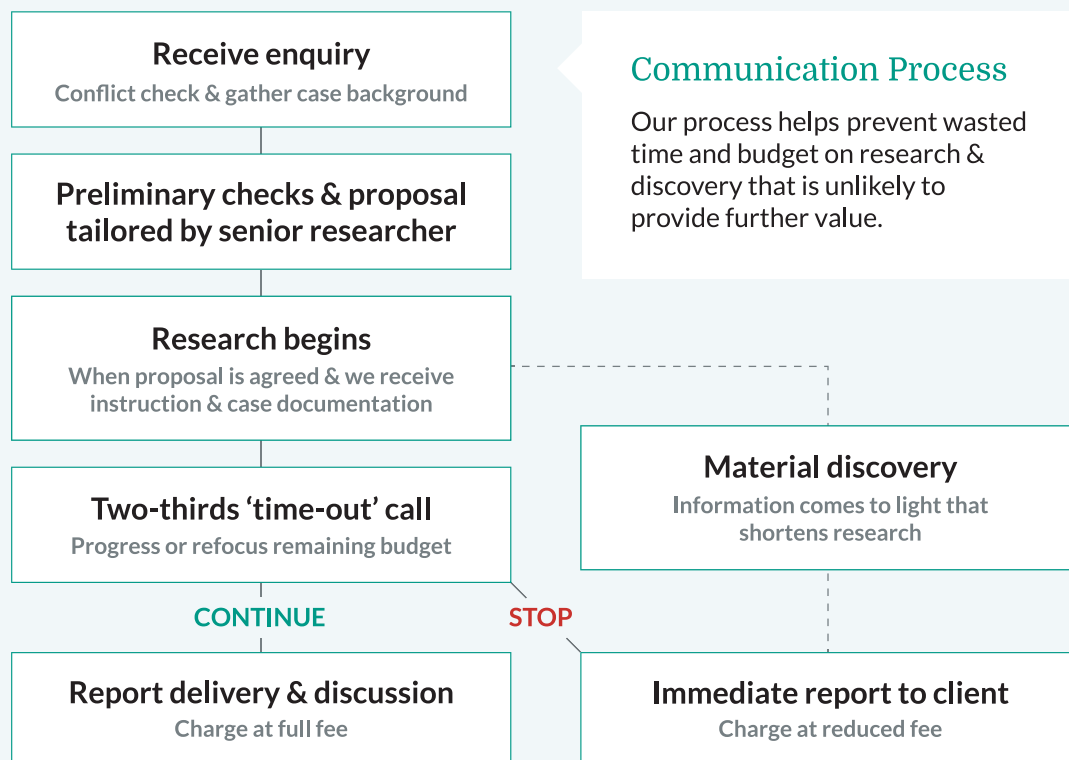 Receive enquiry
Conflict check & gather case background
Communication Process
Our process helps prevent wasted
time and budget on research &
discovery that is unlikely to
provide further value.
Preliminary checks & proposal
tailored by senior researcher
Research begins
When proposal is agreed & we receive
instruction & case documentation
Material discovery
Information comes to light that
shortens research
Two-thirds ‘time-out’ call
Progress or refocus remaining budget
CONTINUE
STOP
Report delivery & discussion
Charge at full fee
Immediate report to client
Charge at reduced fee